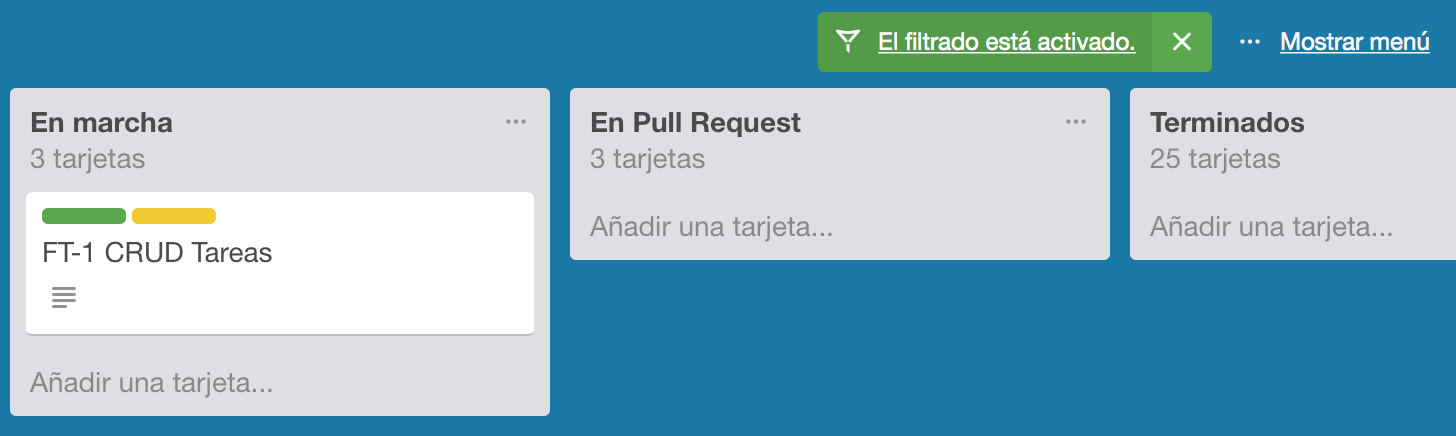 El filtrado está activado.
Mostrar menú
En marcha
3 tarjetas
FT-1 CRUD Tareas
Añadir una tarjeta...
En Pull Request
3 tarjetas
Añadir una tarjeta...
Terminados
25 tarjetas
Añadir una tarjeta...